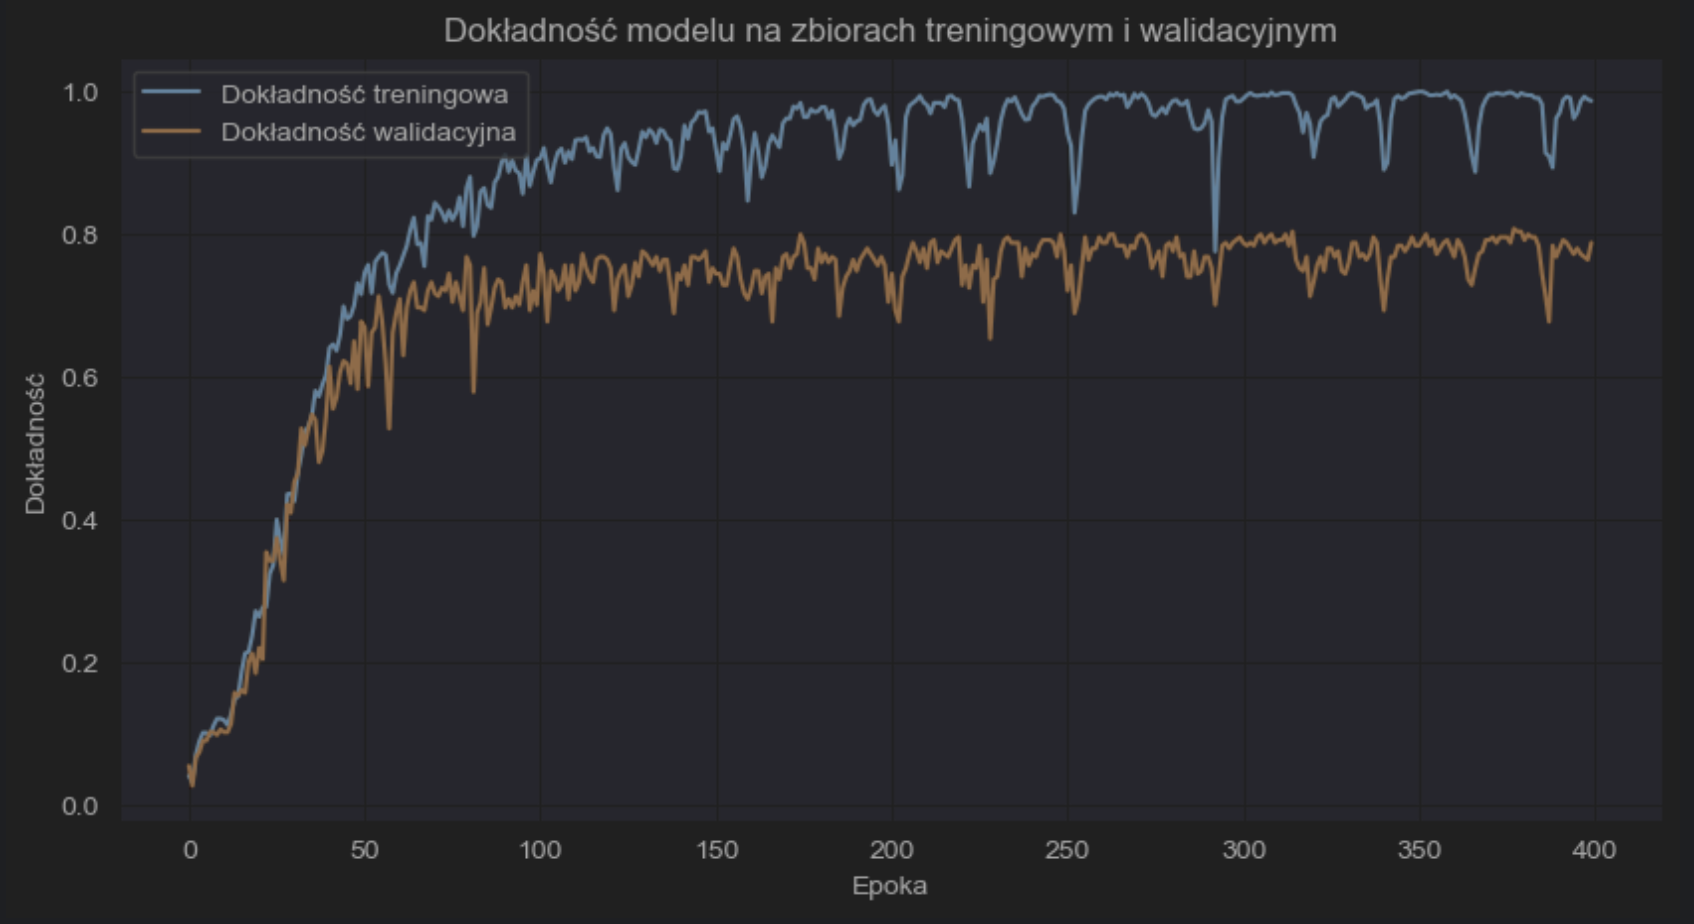 Dokładność modelu na zbiorach treningowym i walidacyjnym
Dokładność treningowa
Dokładność walidacyjna
1.0
0.8
0.6
0.4
0.2
0.0
Dokładność
0 50 100 150 200 250 300 350 400
Epoka